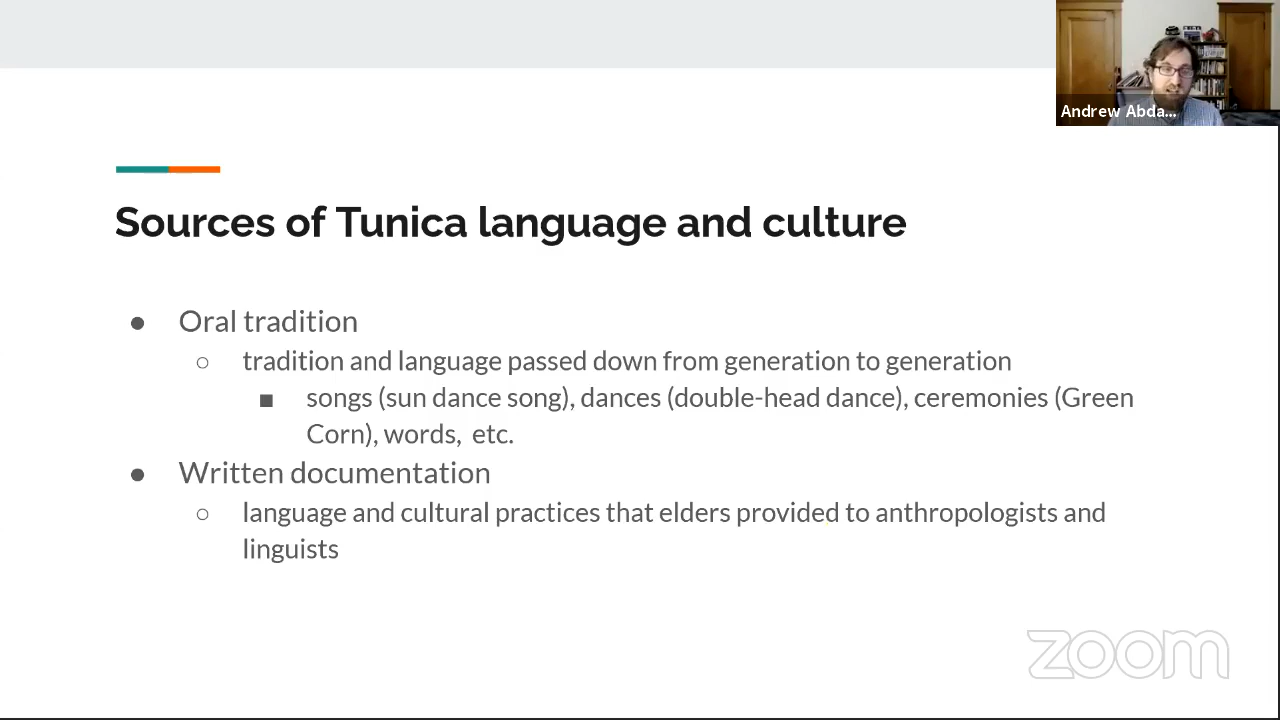 Andrew Abda...
Sources of Tunica language and culture
● Oral tradition
○ tradition and language passed down from generation to generation
■ songs (sun dance song), dances (double-head dance), ceremonies (Green
Corn), words, etc.
● Written documentation
○ language and cultural practices that elders provided to anthropologists and
linguists
zoom